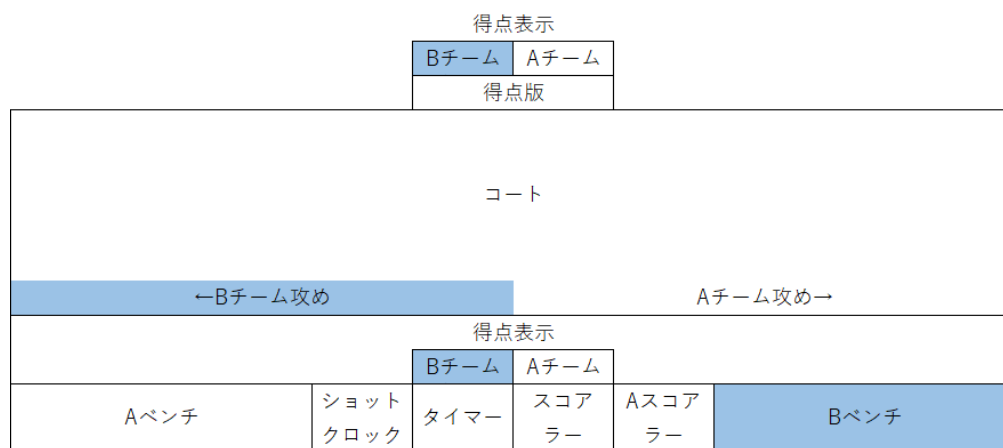 得点表示
Bチーム Aチーム
得点版
コート
←Bチーム攻め Aチーム攻め→
得点表示
Bチーム Aチーム
Aベンチ ショット
クロック タイマー スコア
ラー Aスコア
ラー Bベンチ